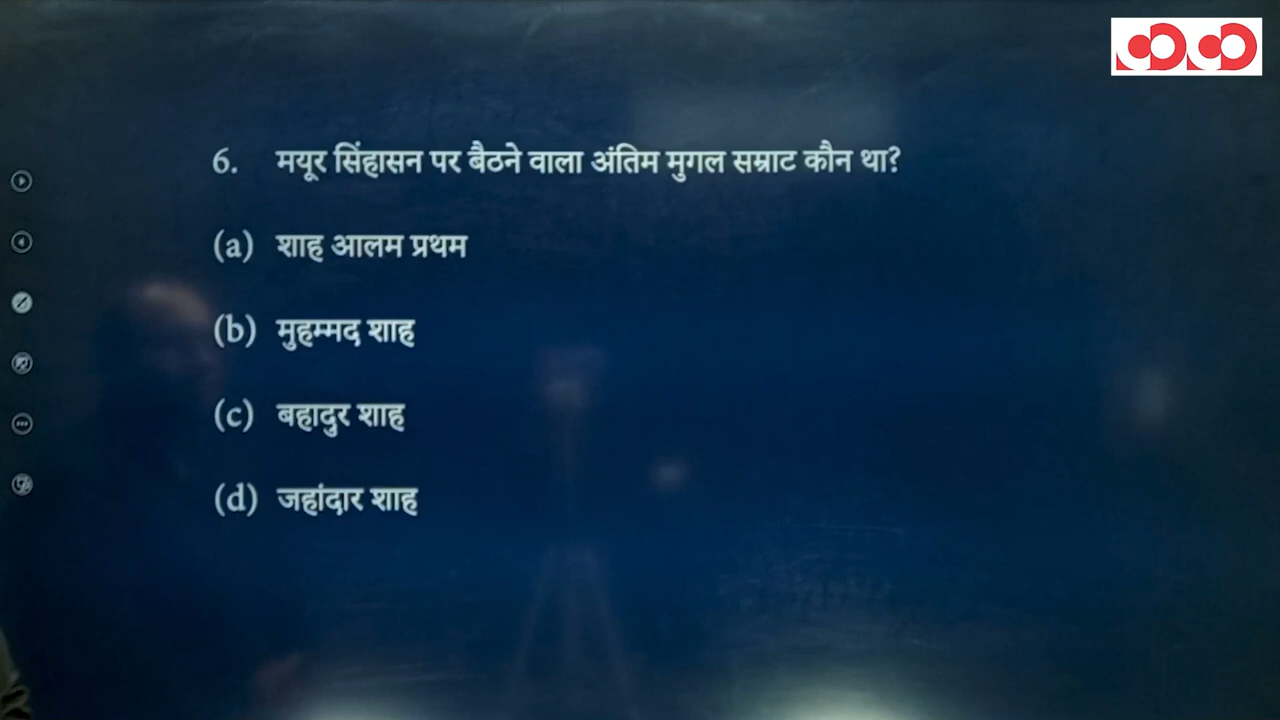 6. मयूर सिंहासन पर बैठने वाला अंतिम मुगल सम्राट कौन था?
(a) शाह आलम प्रथम
(b) मुहम्मद शाह
(c) बहादुर शाह
(d) जहांदार शाह